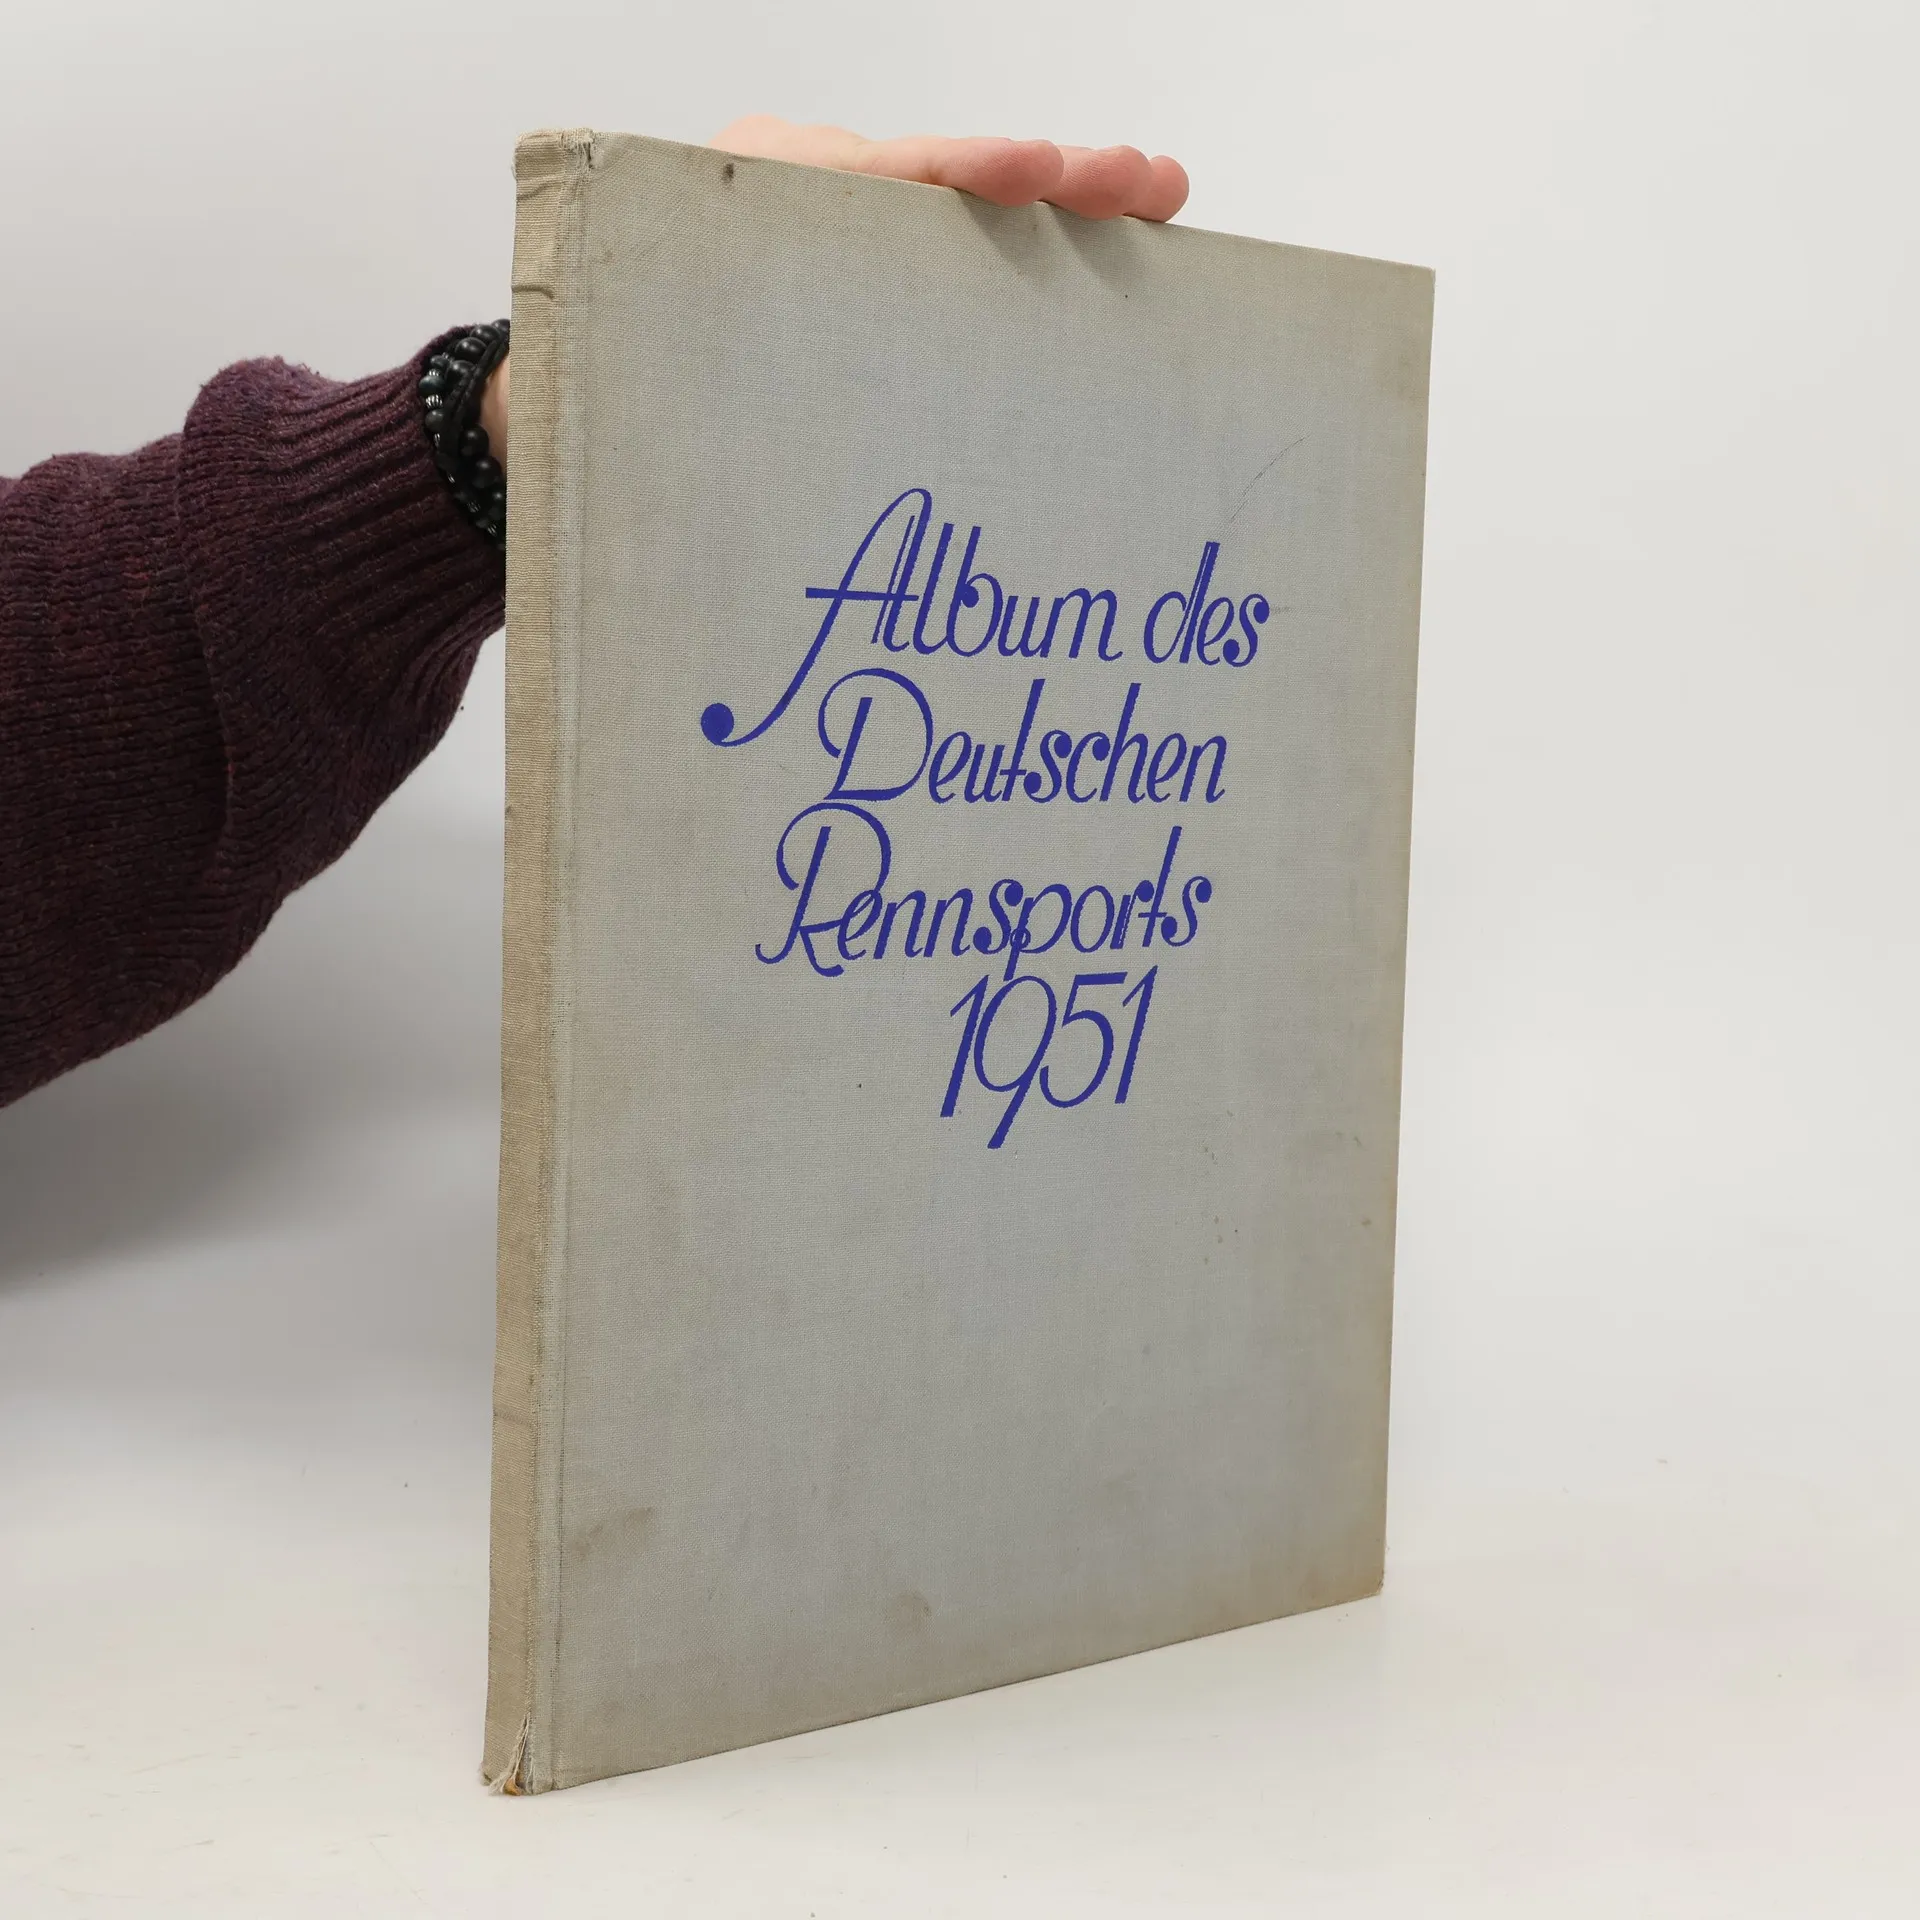 Album des
Deutschen
Rennsports
1951